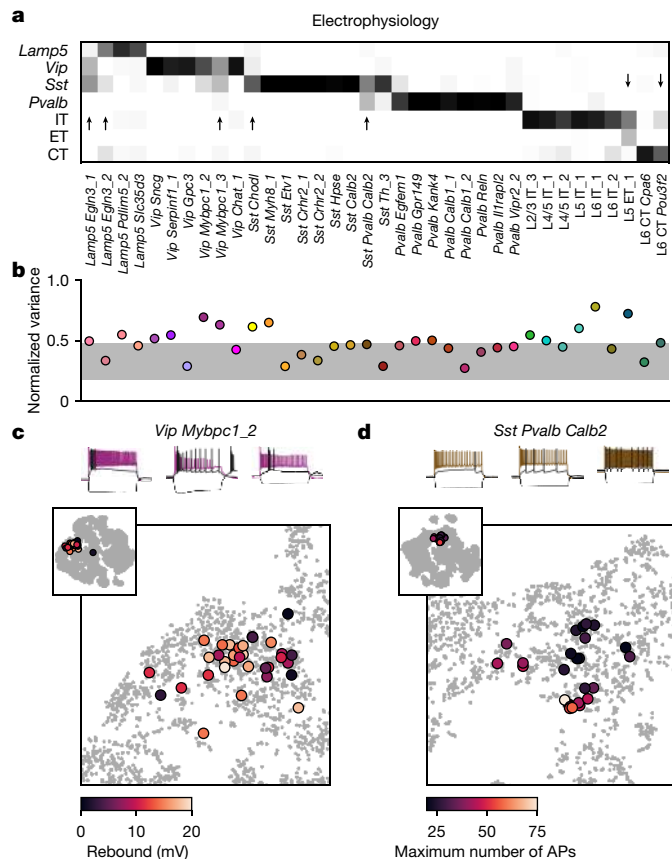 a
Electrophysiology
Lamp5
Vip
Sst
Pvalb
IT
ET
CT
Lamp5 Egln3_1
Lamp5 Egln3_2
Lamp5 Pdlim5_2
Lamp5 Slc35d3
Vip Sncg
Vip Serpinf1_1
Vip Gpc3
Vip Mybpc1_2
Vip Mybpc1_3
Vip Chat_1
Sst Chodl
Sst Myh8_1
Sst Etv1
Sst Crhr2_1
Sst Crhr2_2
Sst Hpse
Sst Calb2
Sst Pvalb Calb2
Sst Th_3
Pvalb Egfem1
Pvalb Gpr149
Pvalb Kank4
Pvalb Calb1_1
Pvalb Calb1_2
Pvalb Reln
Pvalb Il1rapl2
Pvalb Vipr2_2
L2/3 IT_3
L4/5 IT_1
L4/5 IT_2
L5 IT_1
L6 IT_1
L6 IT_2
L5 ET_1
L6 CT Cpa6
L6 CT Pou3f2
b
Normalized variance
1.0
0.5
0
c
Vip Mybpc1_2
0
10
20
Rebound (mV)
d
Sst Pvalb Calb2
25
50
75
Maximum number of APs